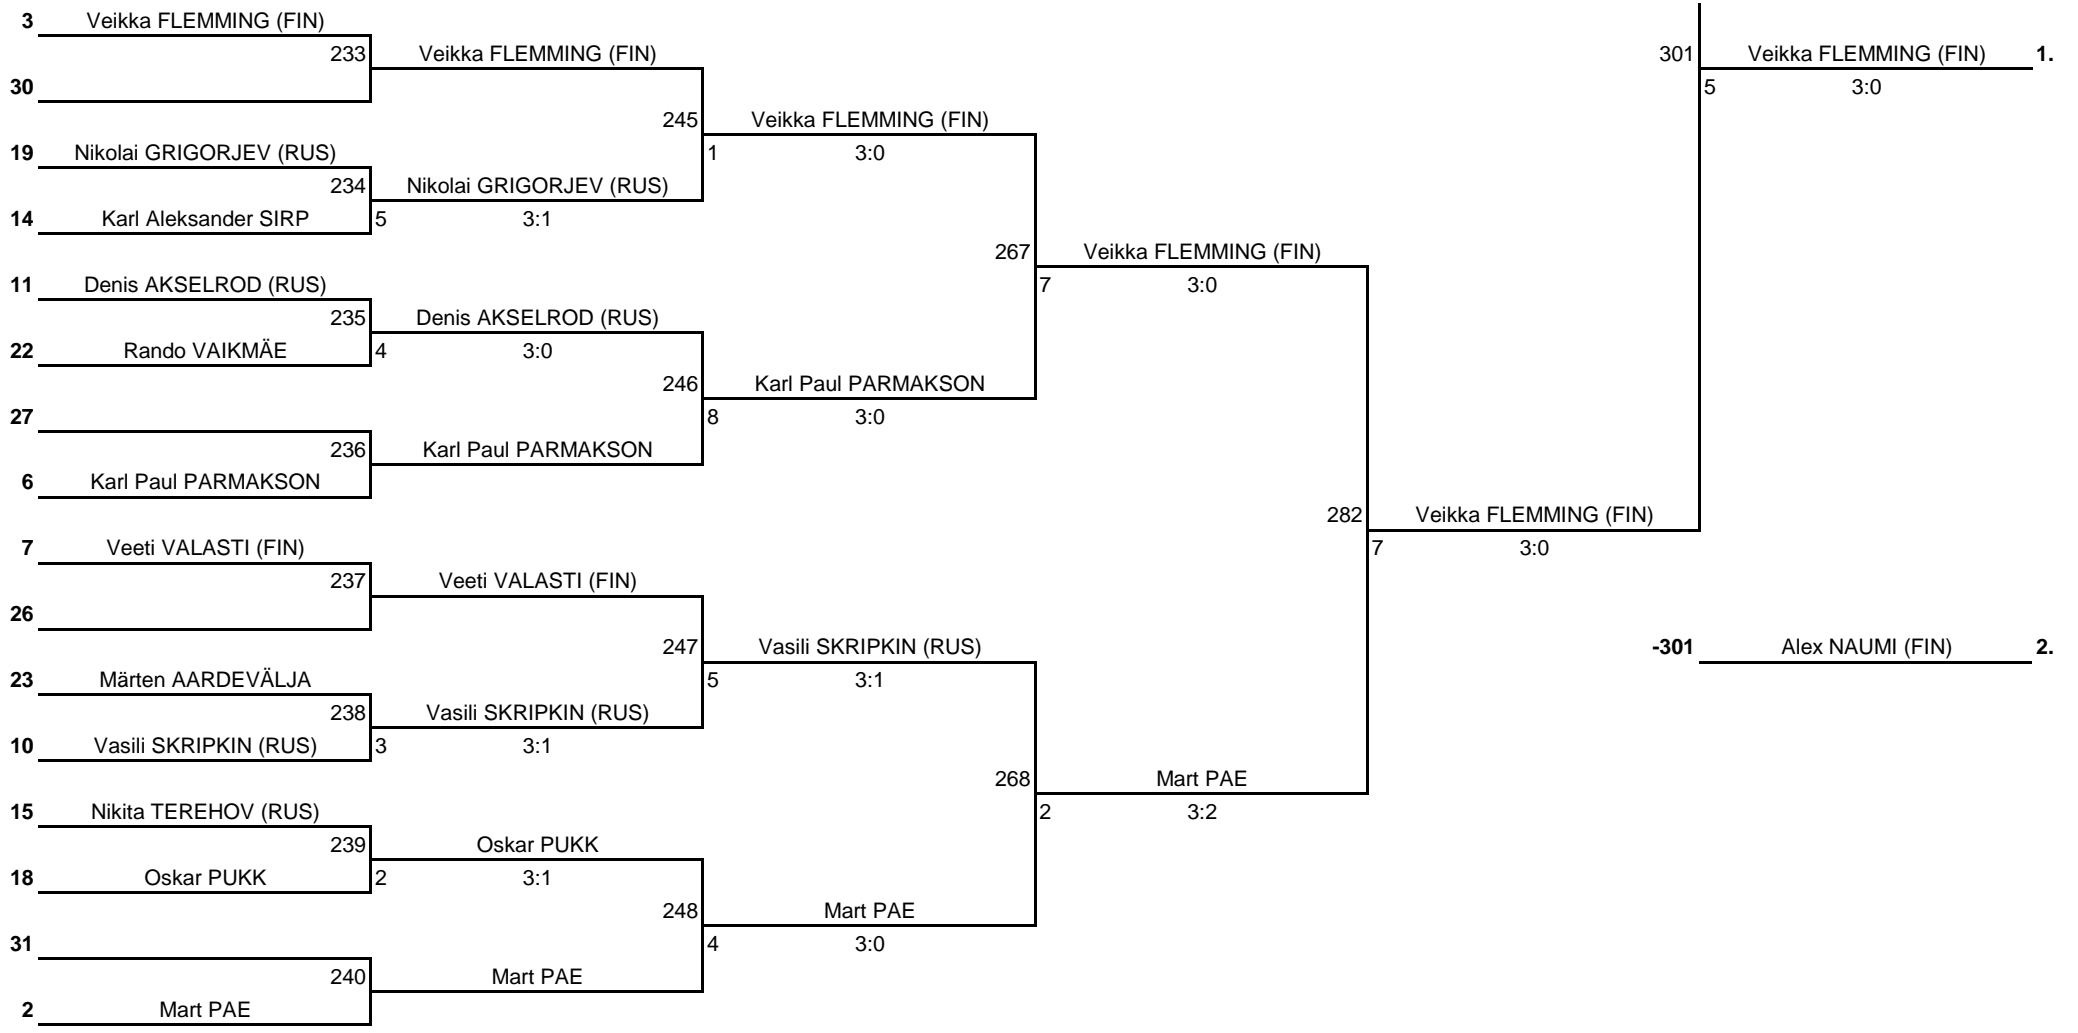 3 Veikka FLEMMING (FIN)
233 Veikka FLEMMING (FIN) 301 Veikka FLEMMING (FIN) 1.
30 5 3:0
245 Veikka FLEMMING (FIN)
19 Nikolai GRIGORJEV (RUS) 1 3:0
234 Nikolai GRIGORJEV (RUS)
14 Karl Aleksander SIRP 5 3:1
267 Veikka FLEMMING (FIN)
11 Denis AKSELROD (RUS) 7 3:0
235 Denis AKSELROD (RUS)
22 Rando VAIKMÄE 4 3:0
246 Karl Paul PARMAKSON
27 8 3:0
236 Karl Paul PARMAKSON
6 Karl Paul PARMAKSON
282 Veikka FLEMMING (FIN)
7 Veeti VALASTI (FIN) 7 3:0
237 Veeti VALASTI (FIN)
26
247 Vasili SKRIPKIN (RUS) -301 Alex NAUMI (FIN) 2.
23 Märten AARDEVÄLJA 5 3:1
238 Vasili SKRIPKIN (RUS)
10 Vasili SKRIPKIN (RUS) 3 3:1
268 Mart PAE
15 Nikita TEREHOV (RUS) 2 3:2
239 Oskar PUKK
18 Oskar PUKK 2 3:1
248 Mart PAE
31 4 3:0
240 Mart PAE
2 Mart PAE